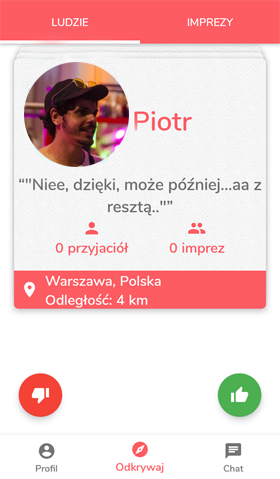 LUDZIE IMPREZY
Piotr
“"Niee, dzięki, może później...aa z
resztą.."”
0 przyjaciół 0 imprez
Warszawa, Polska
Odległość: 4 km
Profil Odkrywaj Chat